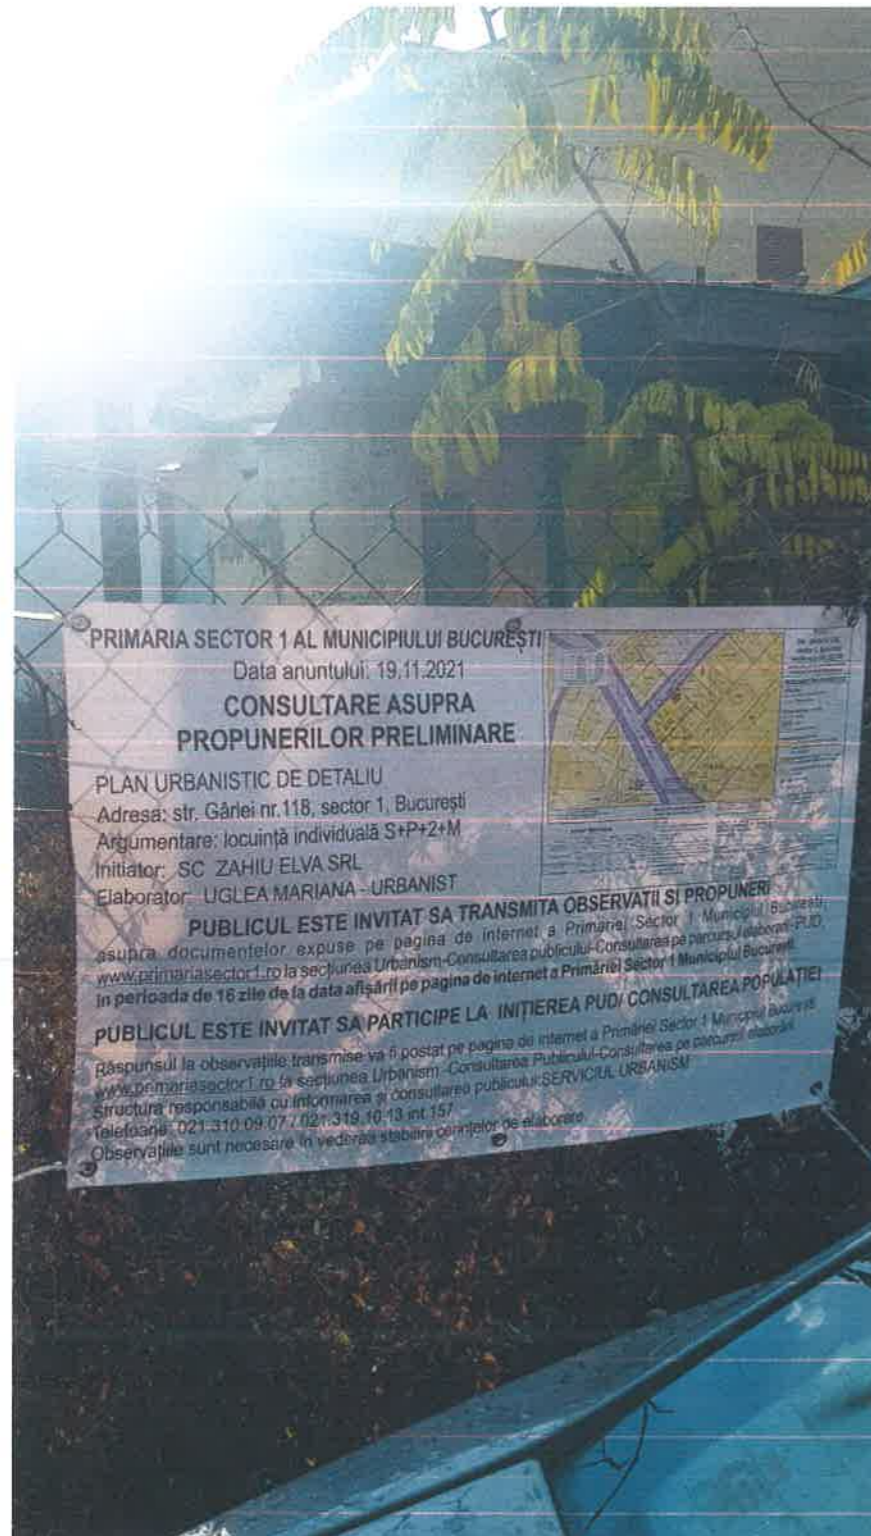 PRIMARIA SECTOR 1 AL MUNICIPIULUI BUCUREȘTI
Data anuntului: 19.11.2021
CONSULTARE ASUPRA
PROPUNERILOR PRELIMINARE
PLAN URBANISTIC DE DETALIU
Adresa: str. Gârlei nr.118, sector 1, București
Argumentare: locuință individuală S+P+2+M
Initiator: SC ZAHIU ELVA SRL
Elaborator: UGLEA MARIANA - URBANIST
PUBLICUL ESTE INVITAT SA TRANSMITA OBSERVATII SI PROPUNERI
asupra documentelor expuse pe pagina de internet a Primăriei Sector 1 Municipiul București,
www.primariasector1.ro la secțiunea Urbanism-Consultarea publicului-Consultarea pe parcursul elaborarii-PUD,
in perioada de 16 zile de la data afișării pe pagina de internet a Primăriei Sector 1 Municipiul București.
PUBLICUL ESTE INVITAT SA PARTICIPE LA INIȚIEREA PUD/ CONSULTAREA POPULAȚIEI
Răspunsul la observațiile transmise va fi postat pe pagina de internet a Primăriei Sector 1 Municipiul București
www.primariasector1.ro la secțiunea Urbanism -Consultarea Publicului-Consultarea pe parcursul elaborării
Structura responsabilă cu informarea și consultarea publicului:SERVICIUL URBANISM
Telefoane: 021.310.09.07 / 021.319.10.13 int.157
Observațiile sunt necesare în vederea stabilirii cerințelor de elaborare